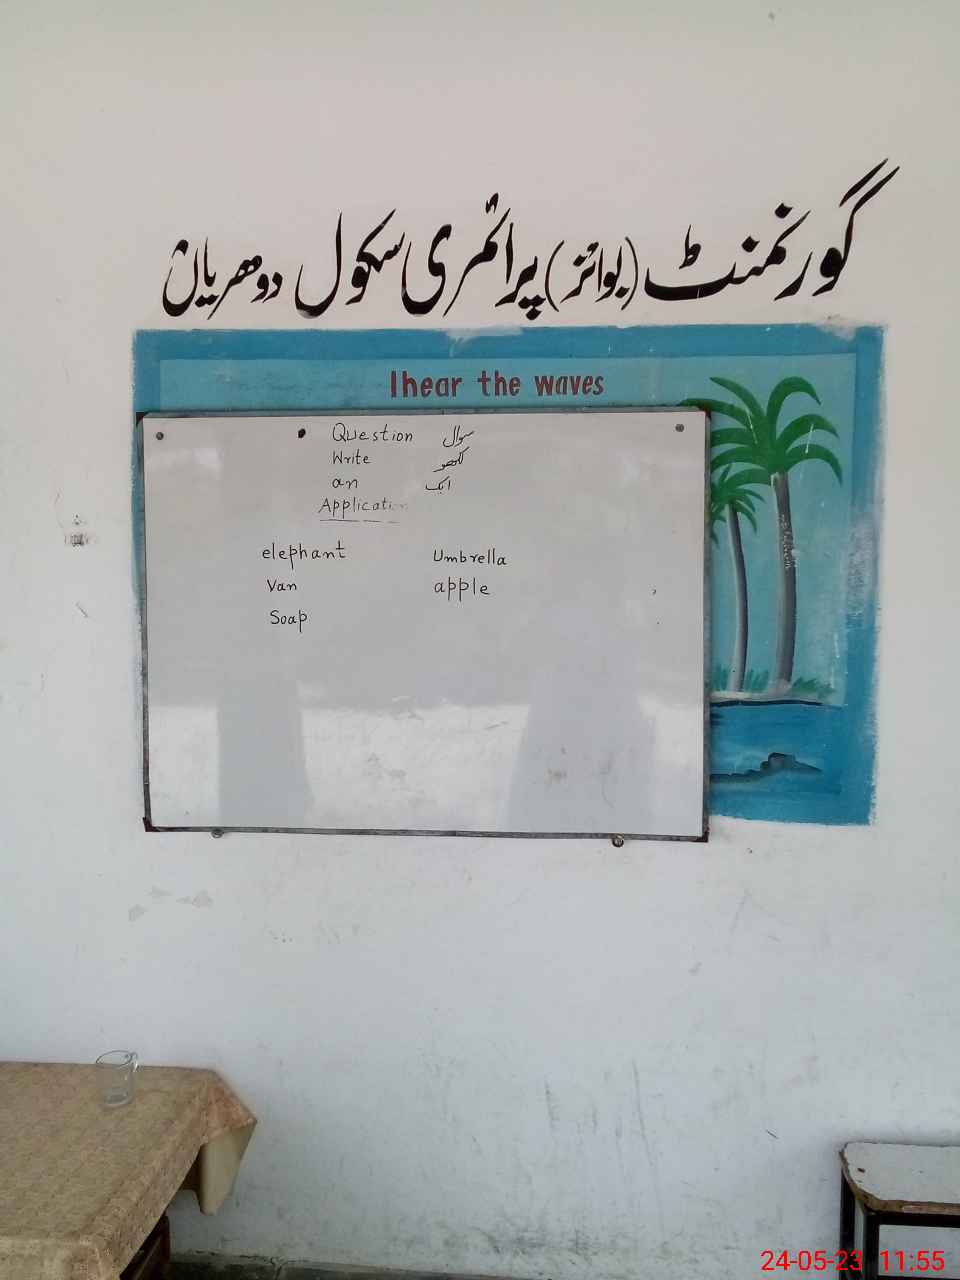 گورنمنٹ (بوائز) پرائمری سکول دوھریاں
I hear the waves
Question سوال
Write لکھو
an ایک
Application
elephant Umbrella
Van apple
Soap
24-05-23 11:55